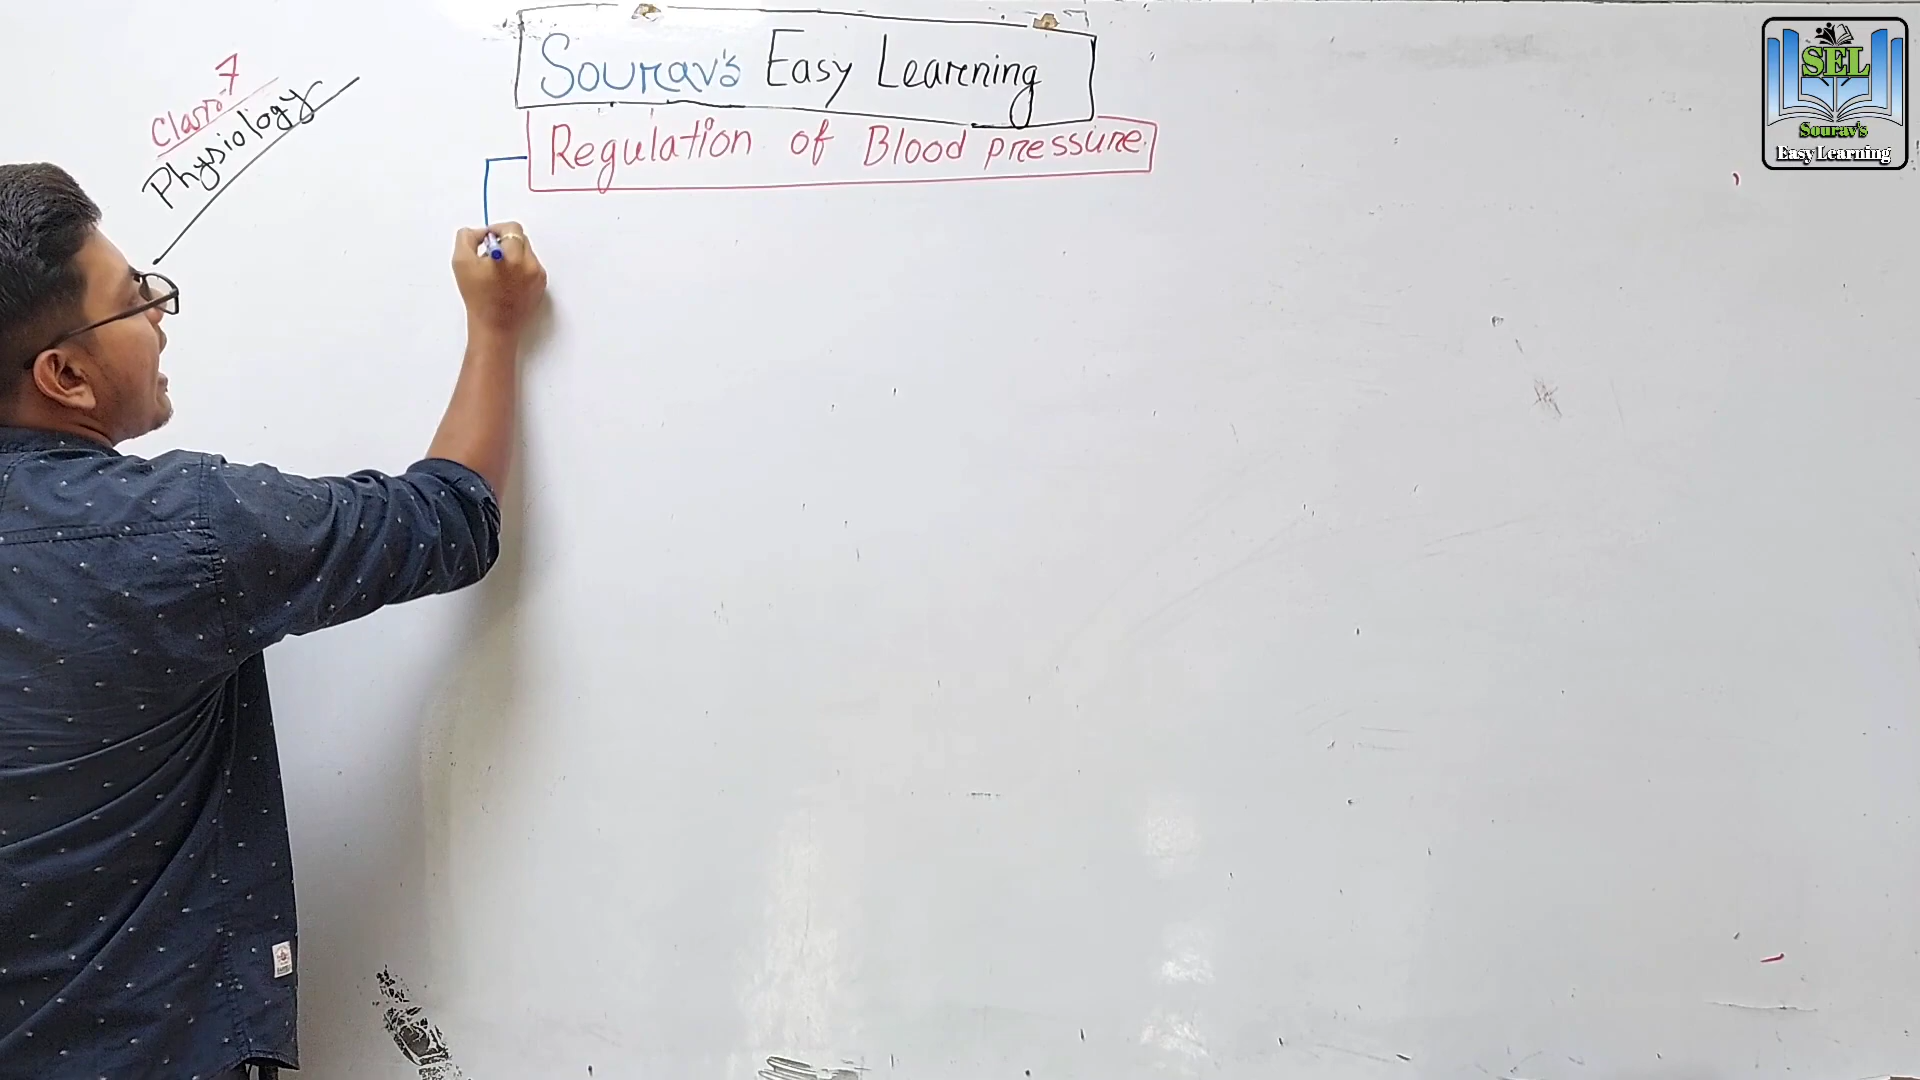 Class-7
Physiology
Sourav's Easy Learning
Regulation of Blood pressure.
SEL
Sourav's
Easy Learning